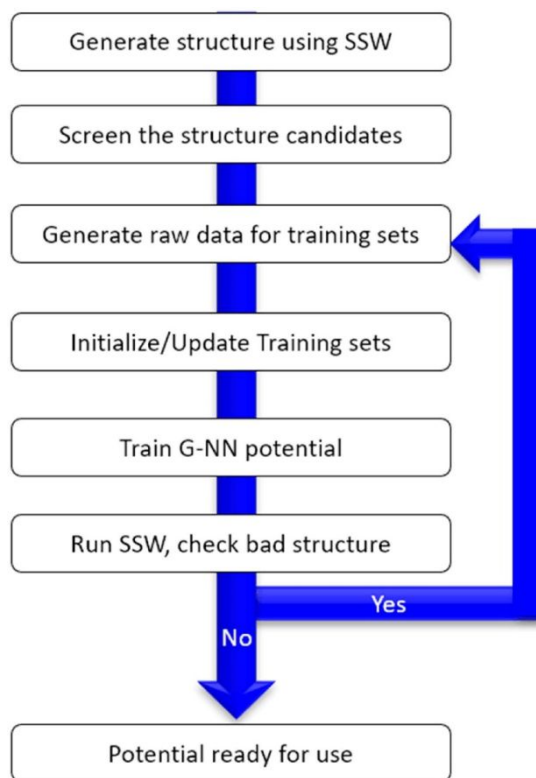 Generate structure using SSW
Screen the structure candidates
Generate raw data for training sets
Initialize/Update Training sets
Train G-NN potential
Run SSW, check bad structure
Yes
No
Potential ready for use